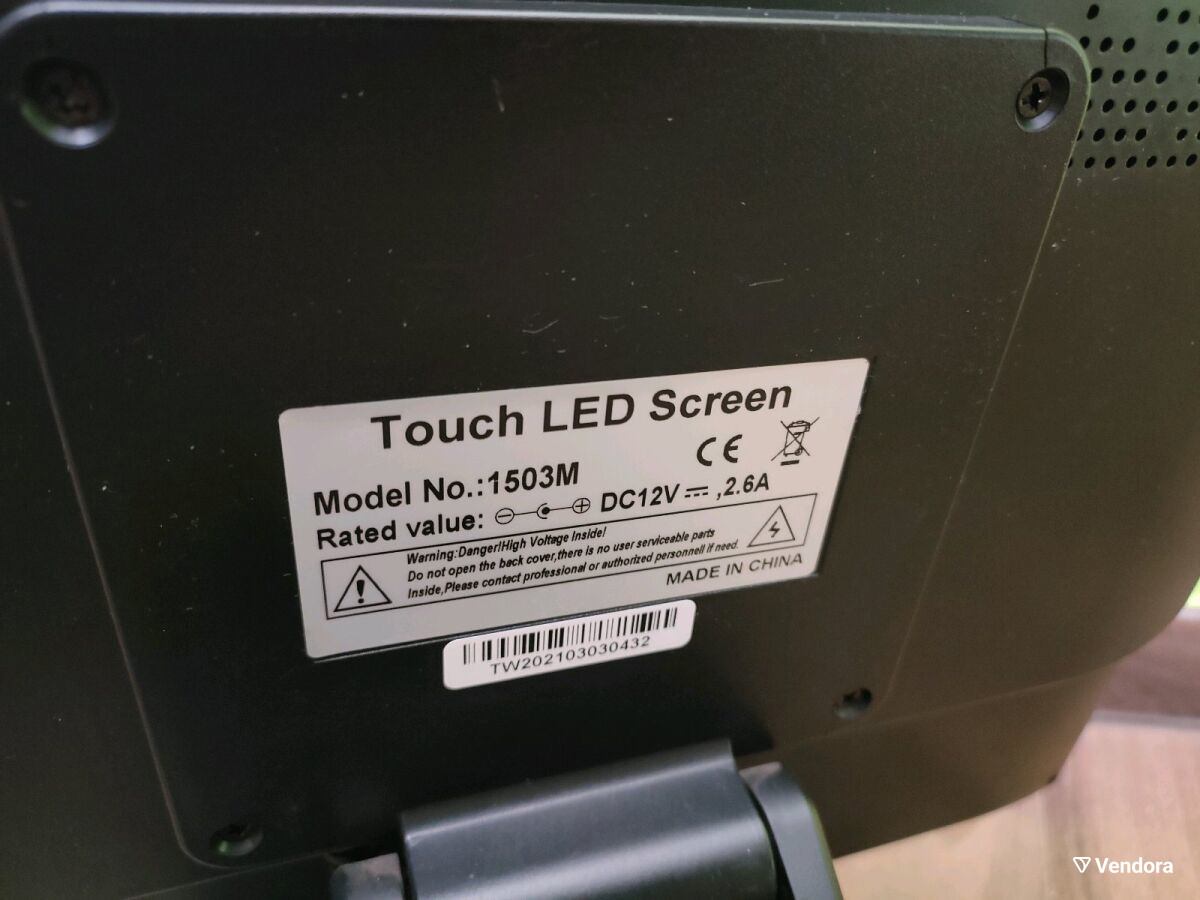 Touch LED Screen
CE
Model No.:1503M
Rated value: DC12V ,2.6A
Warning:Danger!High Voltage Inside!
Do not open the back cover,there is no user serviceable parts
Inside,Please contact professional or authorized personnell if need.
MADE IN CHINA
TW202103030432
Vendora